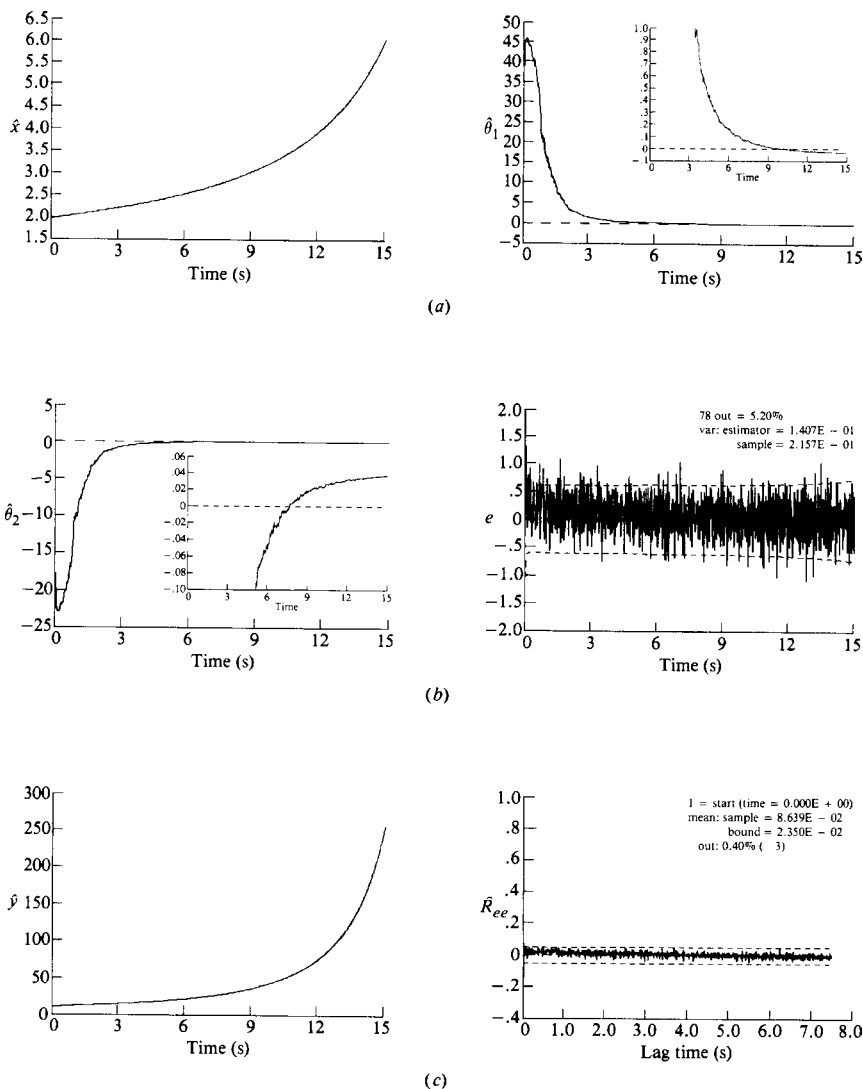 6.5
6.0
5.5
5.0
4.5
4.0
3.5
3.0
2.5
2.0
1.5
x̂
0 3 6 9 12 15
Time (s)
50
45
40
35
30
25
20
15
10
5
0
−5
θ̂1
0 3 6 9 12 15
Time (s)
1.0
.9
.8
.7
.6
.5
.4
.3
.2
.1
0
−1
0 3 6 9 12 15
Time
(a)
5
0
−5
−10
−15
−20
−25
θ̂2
0 3 6 9 12 15
Time (s)
.06
.04
.02
0
−.02
−.04
−.06
−.08
−.10
0 3 6 9 12 15
Time
78 out = 5.20%
var: estimator = 1.407E − 01
sample = 2.157E − 01
2.0
1.5
1.0
.5
0
−.5
−1.0
−2.0
e
0 3 6 9 12 15
Time (s)
(b)
300
250
200
150
100
50
0
ŷ
0 3 6 9 12 15
Time (s)
1 = start (time = 0.000E + 00)
mean: sample = 8.639E − 02
bound = 2.350E − 02
out: 0.40% ( 3)
1.0
.8
.6
.4
.2
0
−.2
−.4
R̂ee
0 1.0 2.0 3.0 4.0 5.0 6.0 7.0 8.0
Lag time (s)
(c)